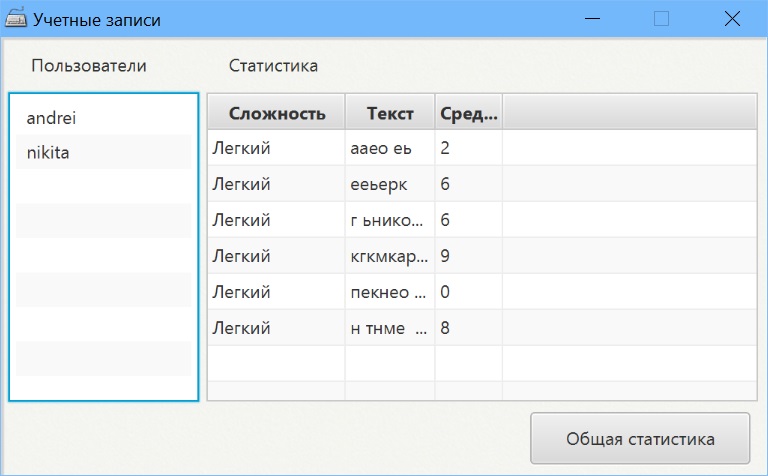 Учетные записи
Пользователи Статистика
andrei
nikita
Сложность Текст Сред...
Легкий ааео еь 2
Легкий ееьерк 6
Легкий г ьнико... 6
Легкий кгкмкар... 9
Легкий пекнео ... 0
Легкий н тнме ... 8
Общая статистика